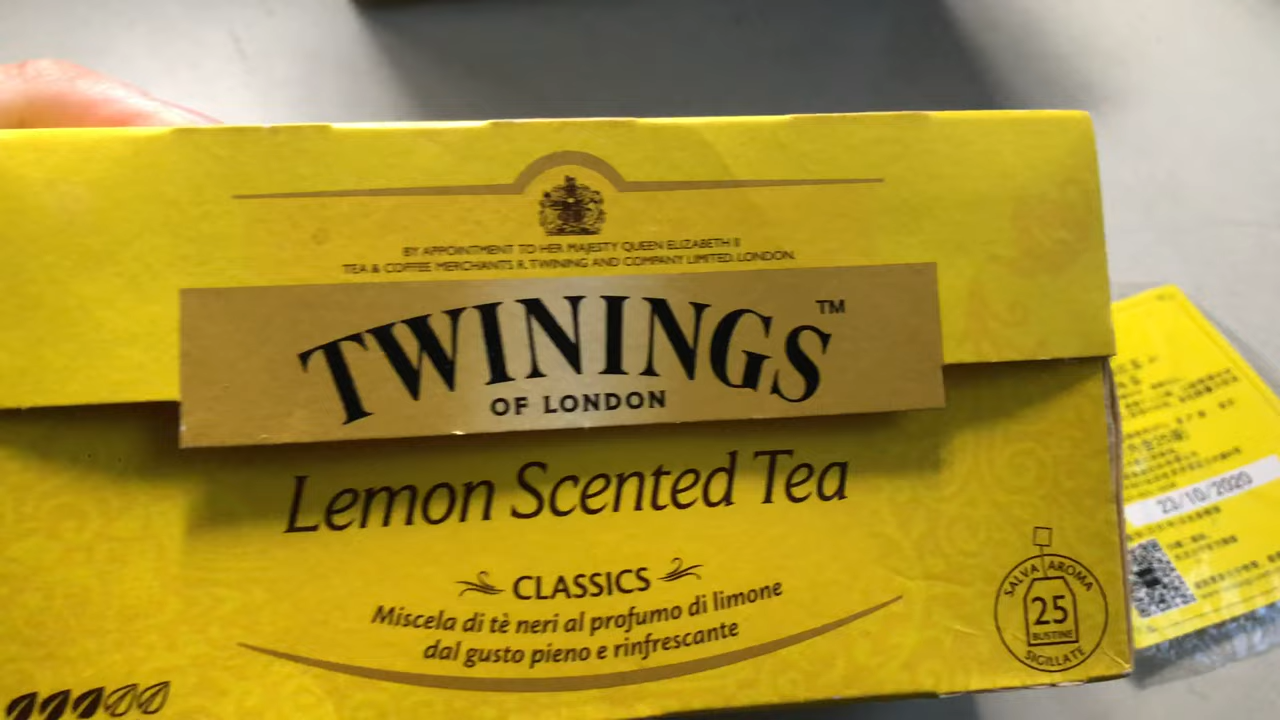 BY APPOINTMENT TO HER MAJESTY QUEEN ELIZABETH II
TEA & COFFEE MERCHANTS R. TWINING AND COMPANY LIMITED, LONDON.
TWININGS™
OF LONDON
Lemon Scented Tea
CLASSICS
Miscela di tè neri al profumo di limone
dal gusto pieno e rinfrescante
SALVA AROMA
25
BUSTINE
SIGILLATE
23/10/2020